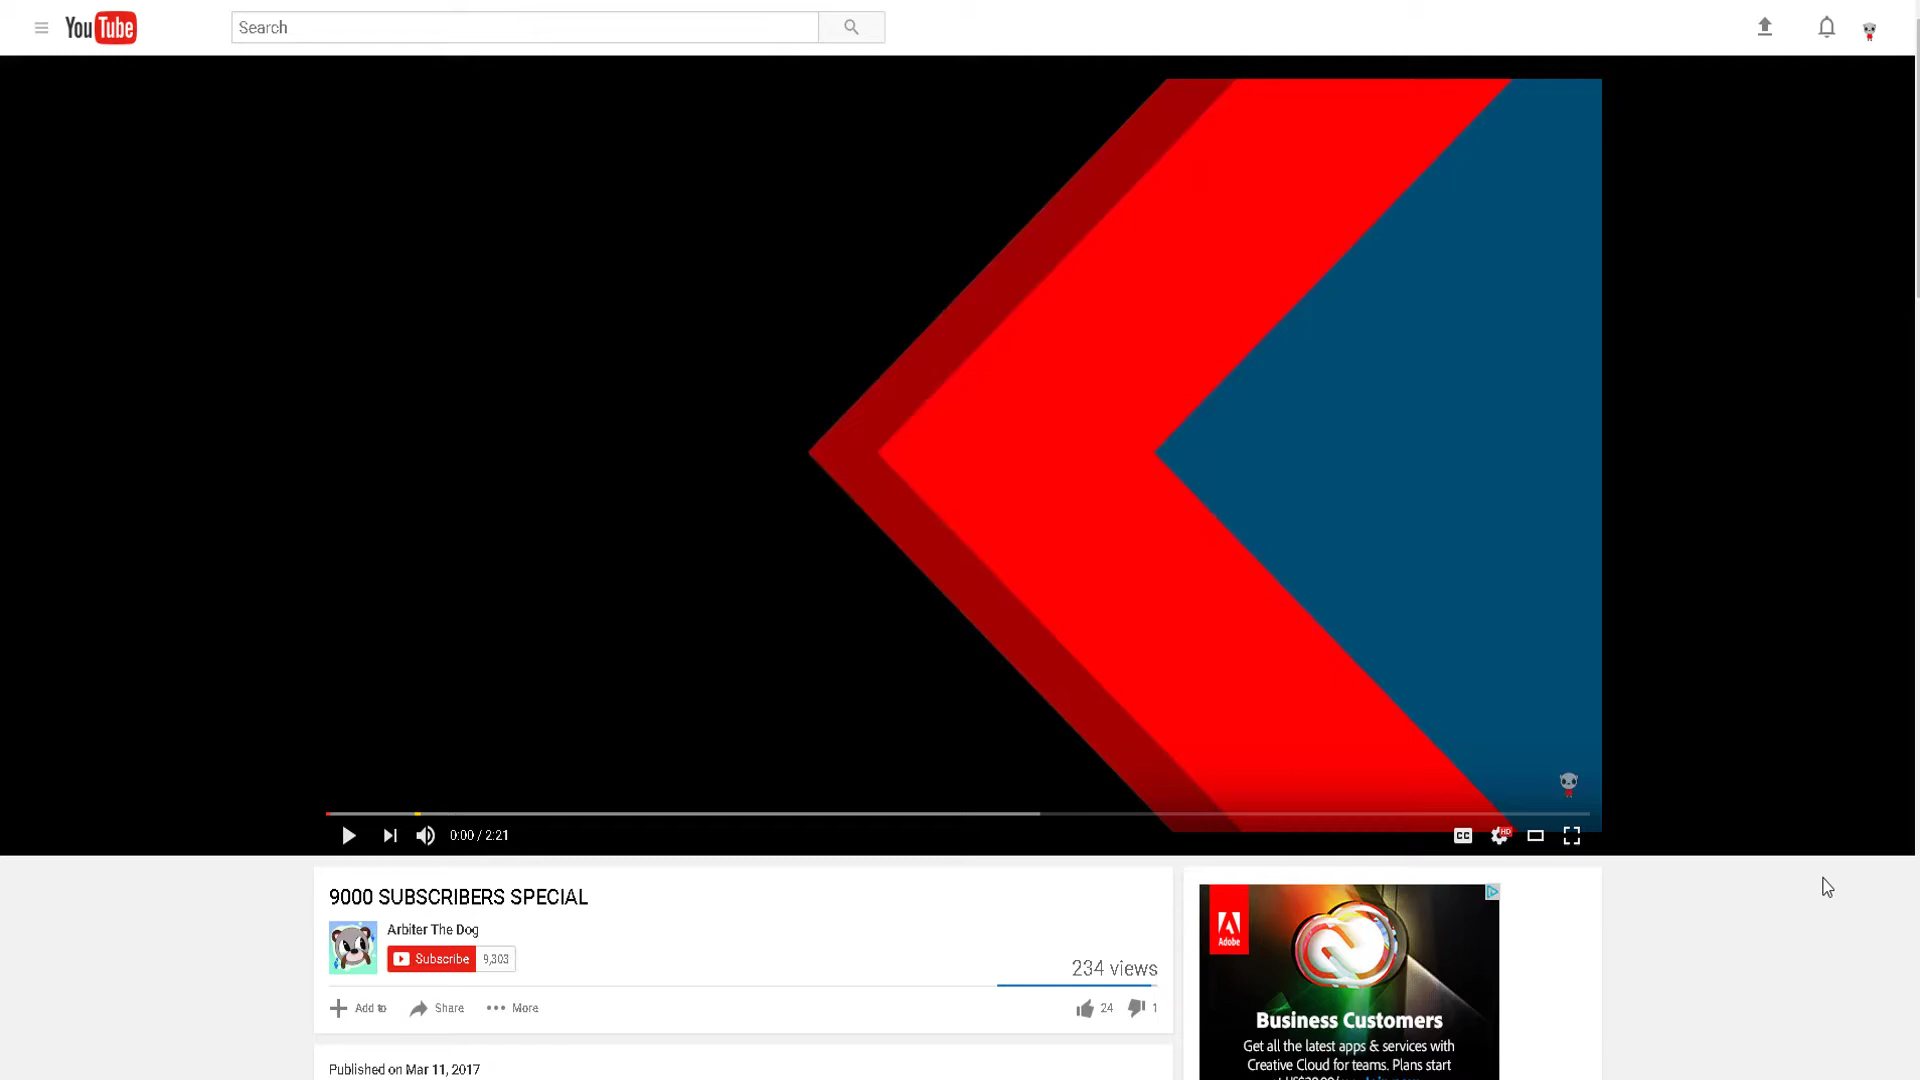 YouTube
Search
0:00 / 2:21
CC
HD
9000 SUBSCRIBERS SPECIAL
Arbiter The Dog
Subscribe 9,303
234 views
Add to Share More
24 1
Published on Mar 11, 2017
Adobe
Business Customers
Get all the latest apps & services with
Creative Cloud for teams. Plans start